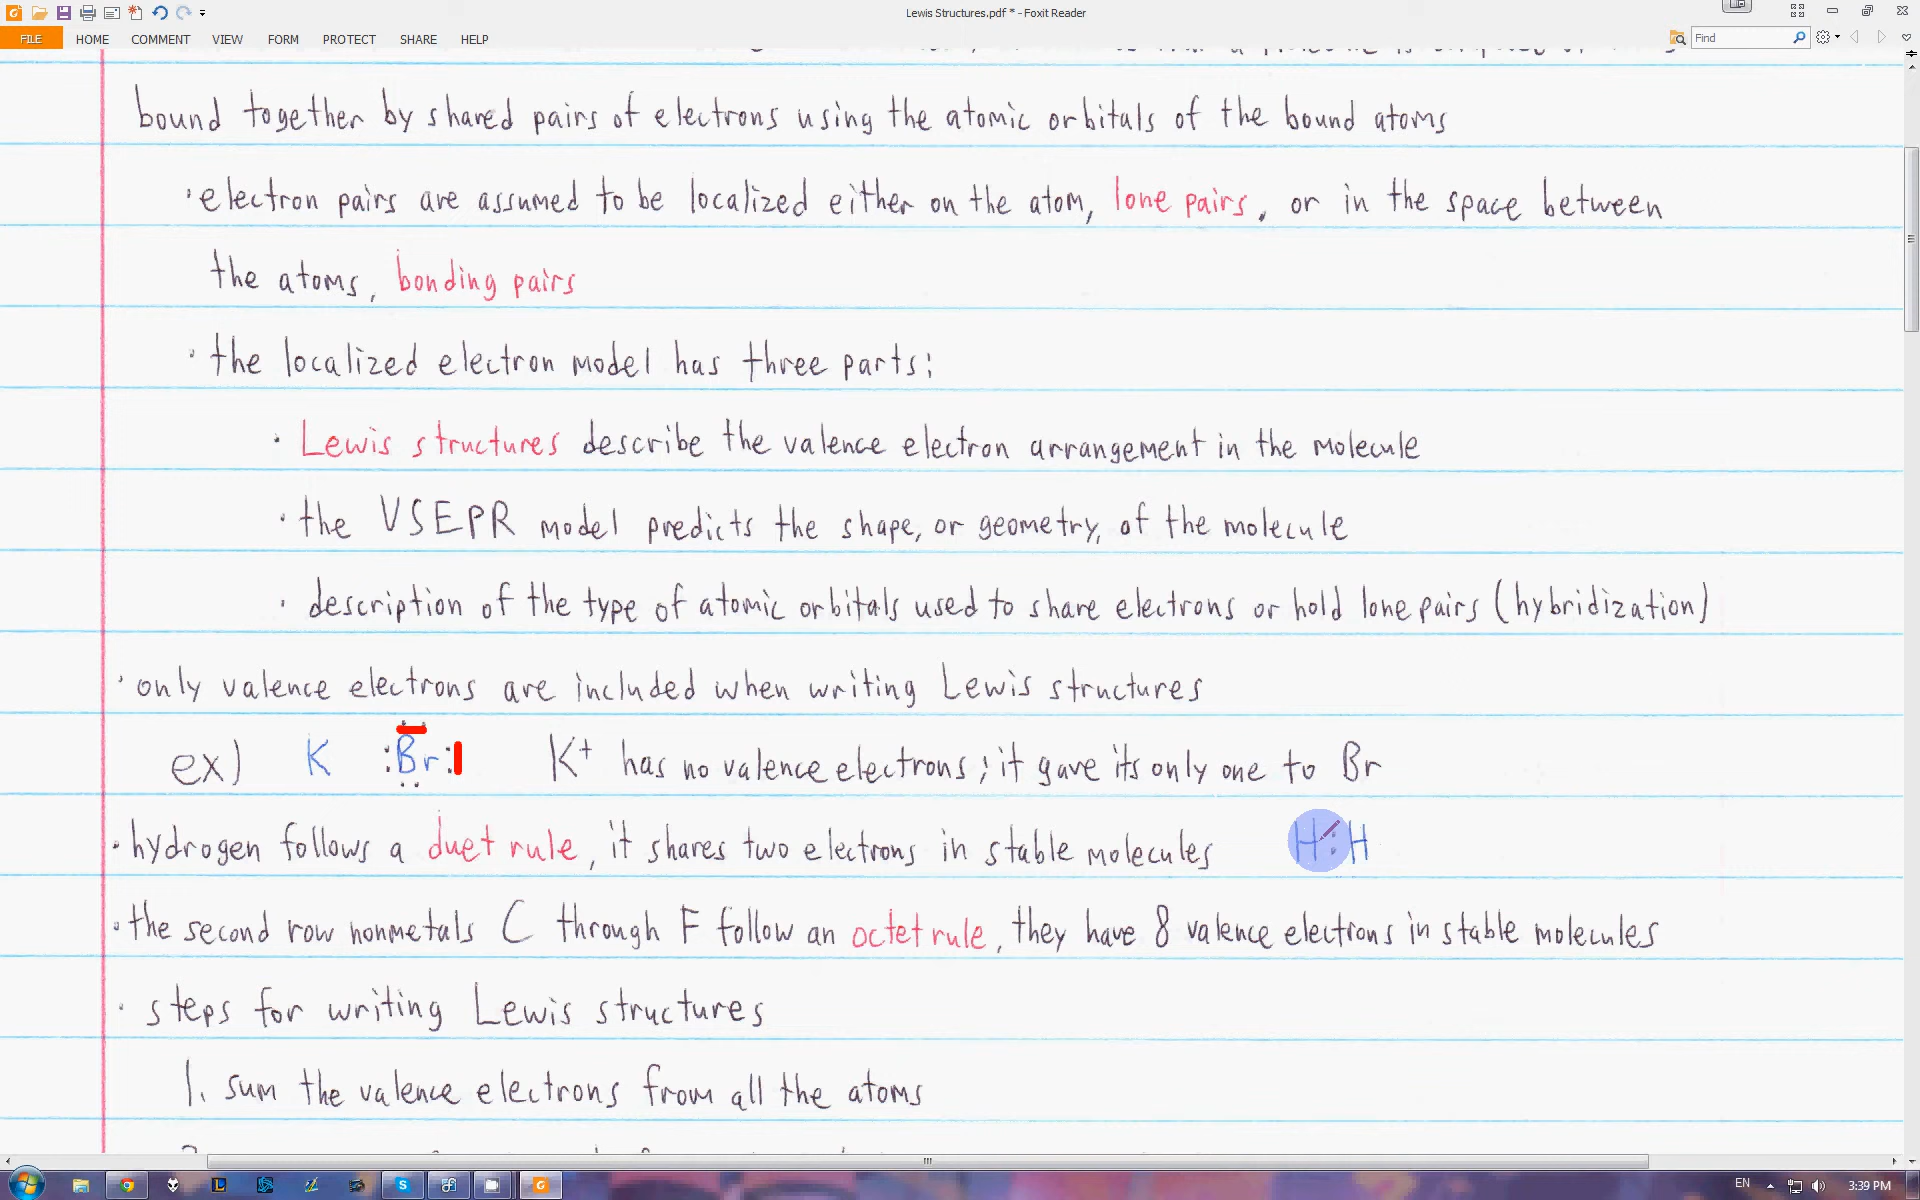 Lewis Structures.pdf * - Foxit Reader
FILE HOME COMMENT VIEW FORM PROTECT SHARE HELP
Find
bound together by shared pairs of electrons using the atomic orbitals of the bound atoms
· electron pairs are assumed to be localized either on the atom, lone pairs, or in the space between
the atoms, bonding pairs
· the localized electron model has three parts:
· Lewis structures describe the valence electron arrangement in the molecule
· the VSEPR model predicts the shape, or geometry, of the molecule
· description of the type of atomic orbitals used to share electrons or hold lone pairs (hybridization)
· only valence electrons are included when writing Lewis structures
ex) K :Br: K⁺ has no valence electrons; it gave its only one to Br
· hydrogen follows a duet rule, it shares two electrons in stable molecules H:H
· the second row nonmetals C through F follow an octet rule, they have 8 valence electrons in stable molecules
· steps for writing Lewis structures
1. sum the valence electrons from all the atoms
EN 3:39 PM